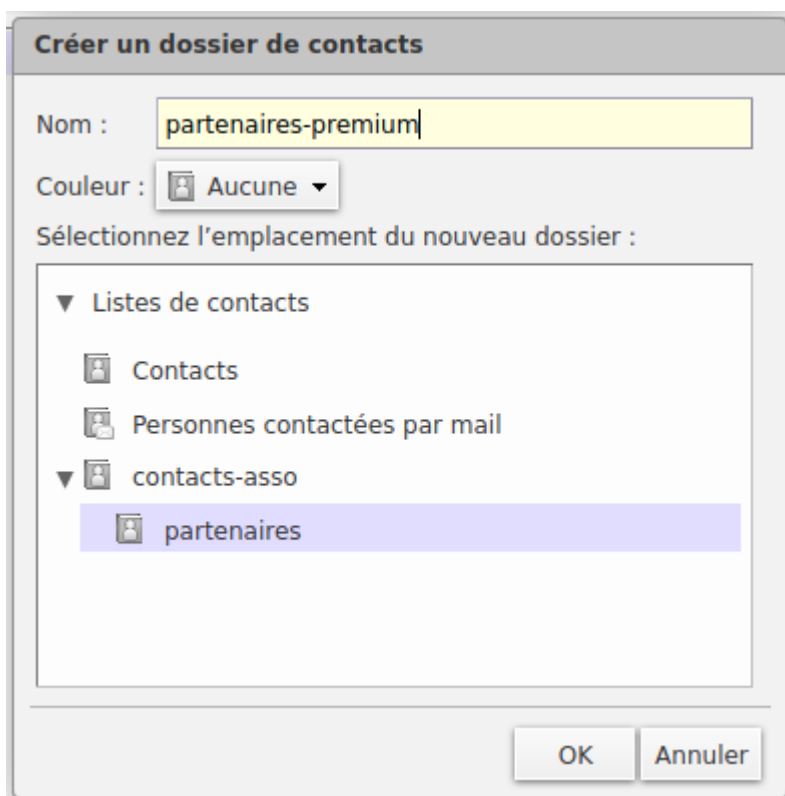 Créer un dossier de contacts
Nom : partenaires-premium
Couleur : Aucune
Sélectionnez l’emplacement du nouveau dossier :
Listes de contacts
Contacts
Personnes contactées par mail
contacts-asso
partenaires
OK Annuler